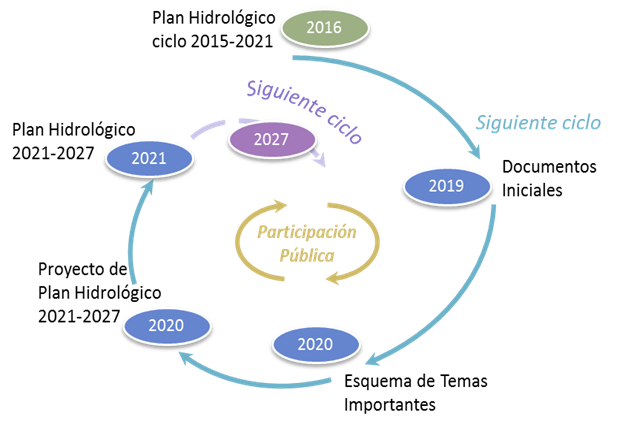 Plan Hidrológico
ciclo 2015-2021
2016
Siguiente ciclo
2019
Documentos
Iniciales
2020
Esquema de Temas
Importantes
Proyecto de
Plan Hidrológico
2021-2027
2020
Plan Hidrológico
2021-2027
2021
Siguiente ciclo
2027
Participación
Pública